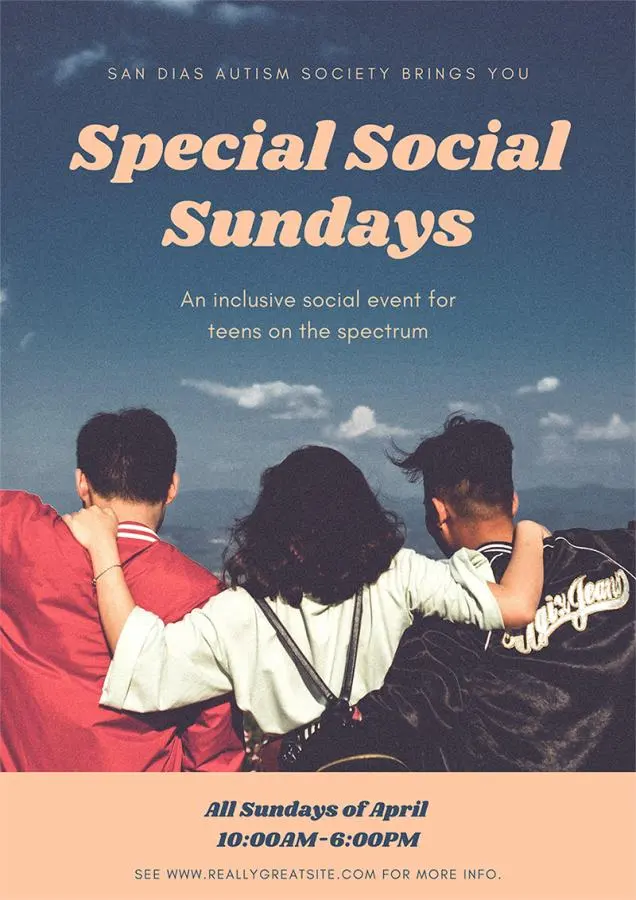 SAN DIAS AUTISM SOCIETY BRINGS YOU
Special Social
Sundays
An inclusive social event for
teens on the spectrum
All Sundays of April
10:00AM-6:00PM
SEE WWW.REALLYGREATSITE.COM FOR MORE INFO.